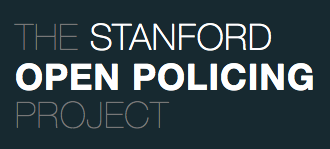 THE STANFORD
OPEN POLICING
PROJECT